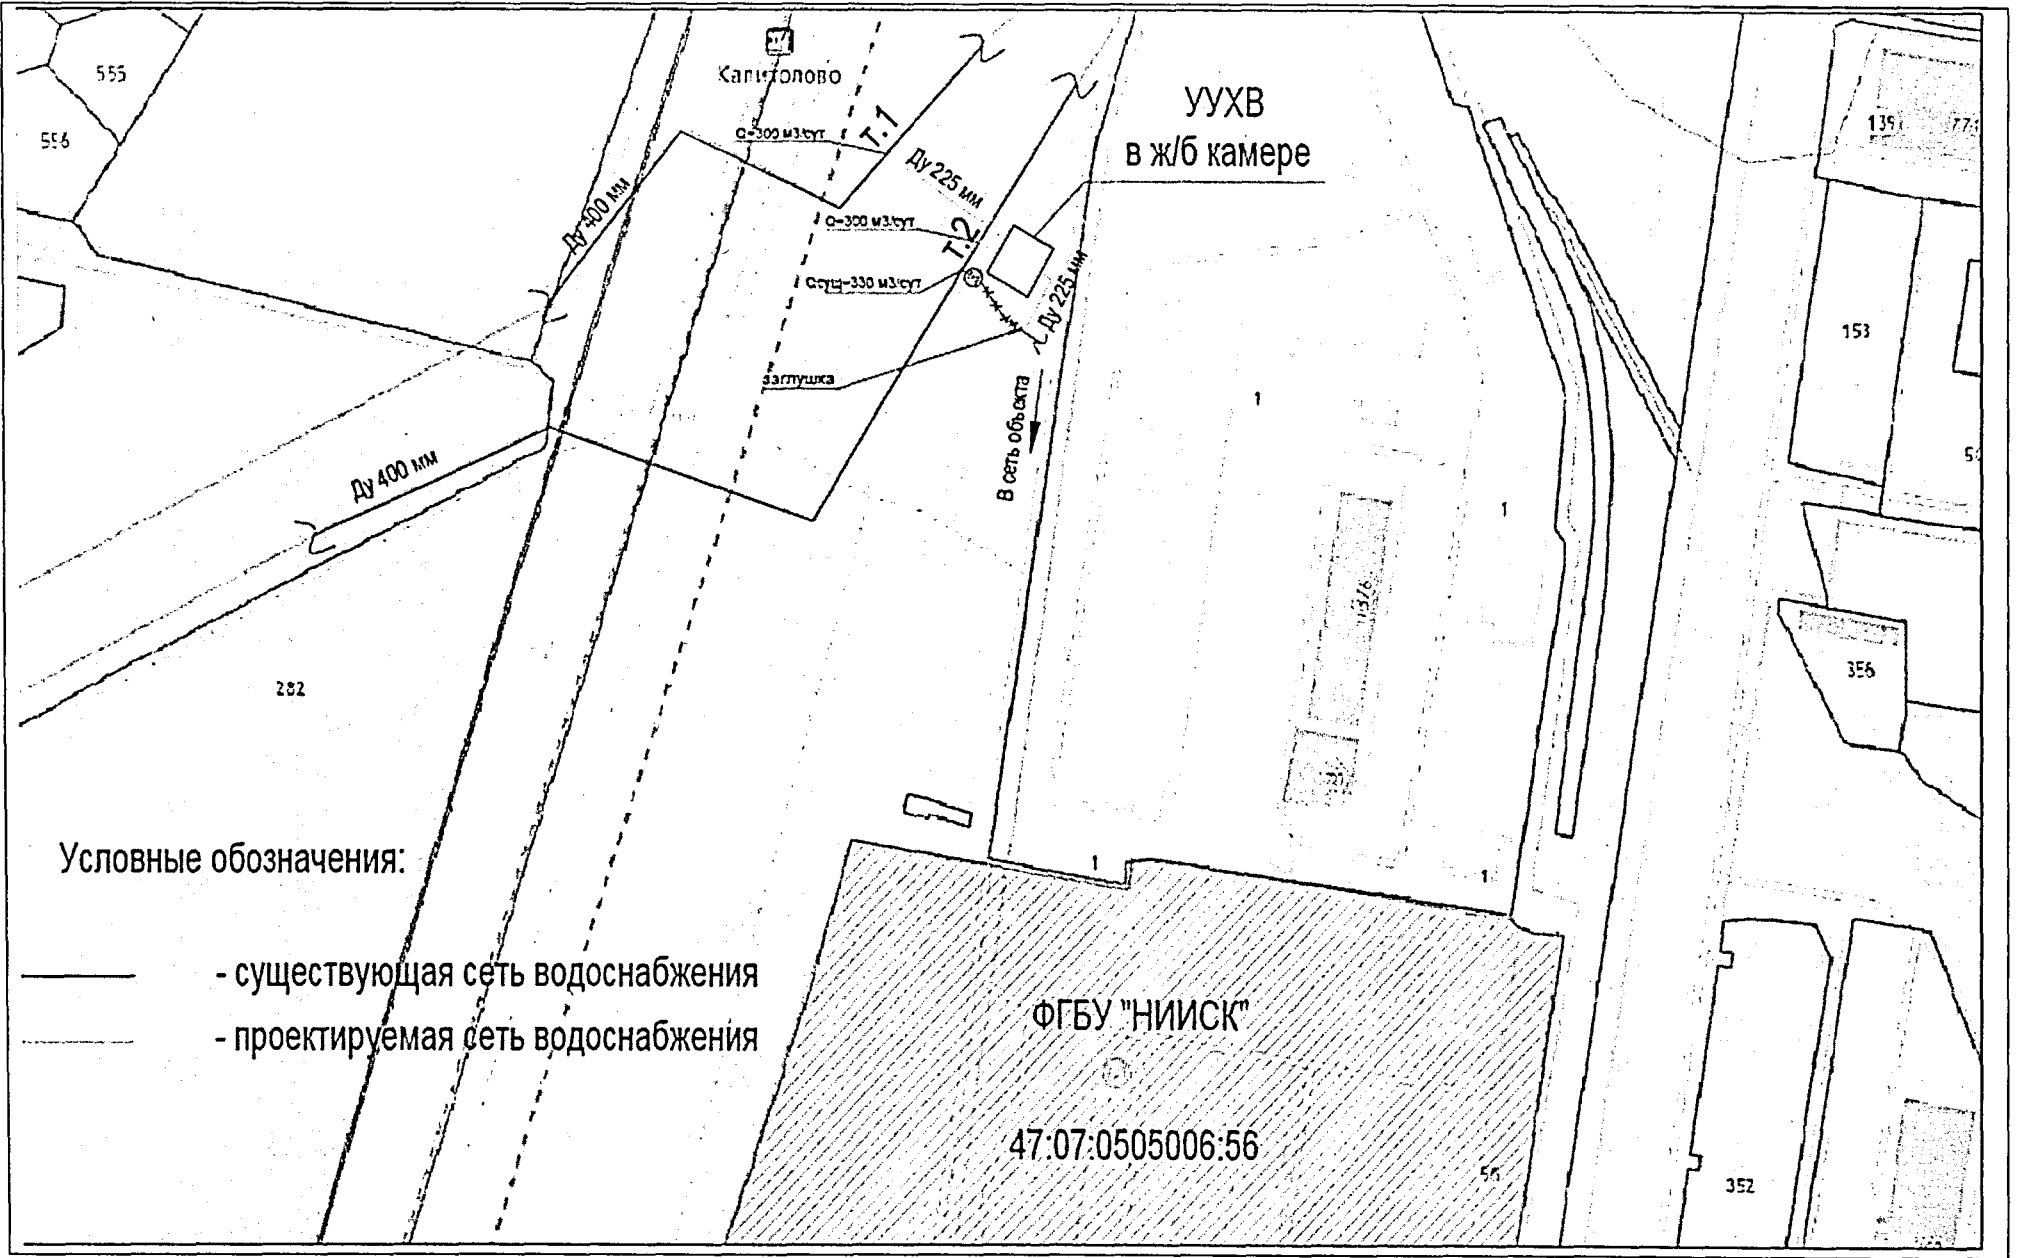 555
556
Капитолово
Q=300 м3/сут
т.1
Ду 225 мм
УУХВ
в ж/б камере
139
Ду 400 мм
Q=300 м3/сут
т.2
Qсущ=330 м3/сут
Ду 225 мм
заглушка
В сеть объекта
153
1
1
Ду 400 мм
1376
282
356
Условные обозначения:
1
1
- существующая сеть водоснабжения
- проектируемая сеть водоснабжения
ФГБУ "НИИСК"
47:07:0505006:56
56
352